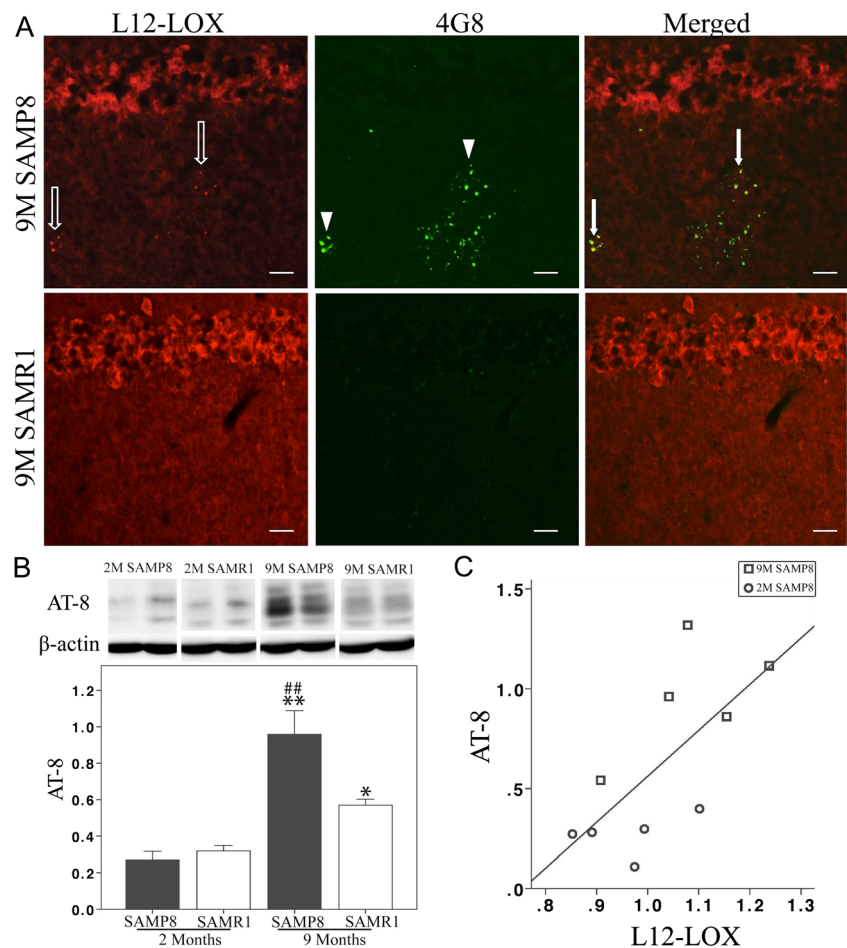 A
L12-LOX 4G8 Merged
9M SAMP8
9M SAMR1
B
2M SAMP8 2M SAMR1 9M SAMP8 9M SAMR1
AT-8
β-actin
AT-8
1.2
1.0
0.8
0.6
0.4
0.2
0.0
##
**
*
SAMP8 SAMR1 SAMP8 SAMR1
2 Months 9 Months
C
9M SAMP8
2M SAMP8
AT-8
1.5
1.0
0.5
.0
.8 .9 1.0 1.1 1.2 1.3
L12-LOX